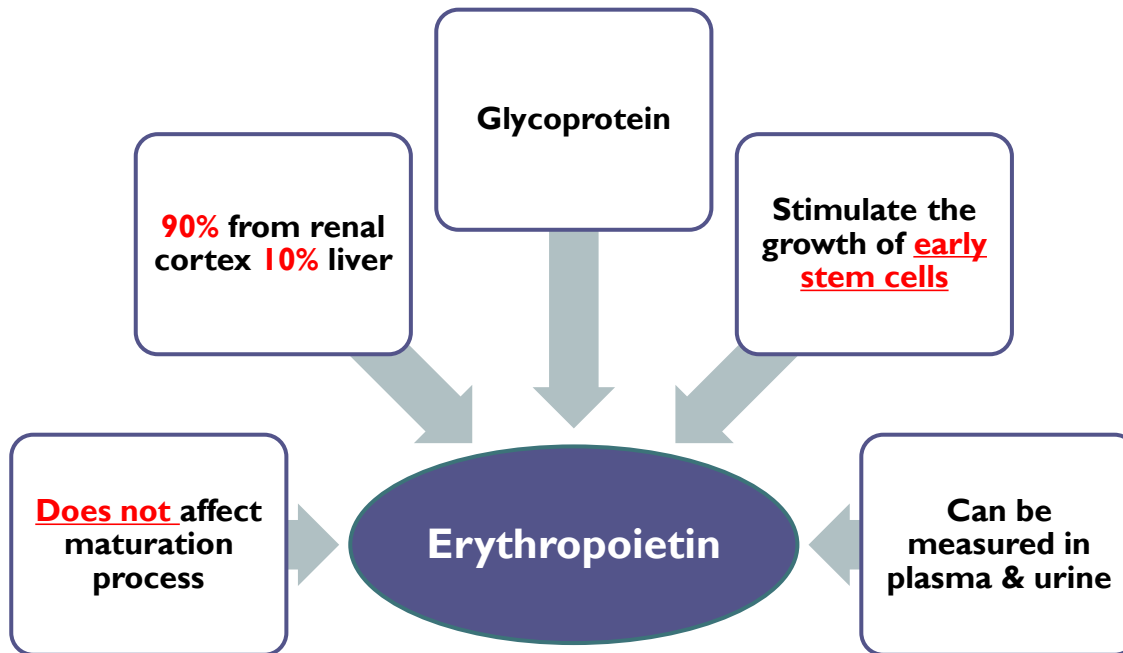 Glycoprotein
90% from renal
cortex 10% liver
Stimulate the
growth of early
stem cells
Does not affect
maturation
process
Erythropoietin
Can be
measured in
plasma & urine